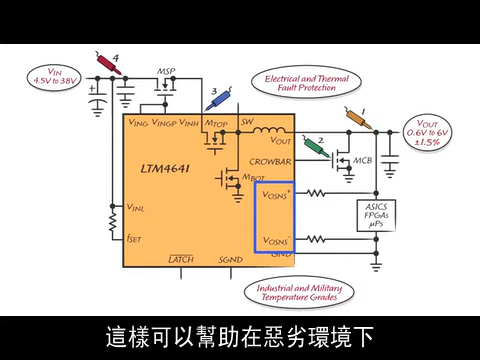 4
MSP
VIN
4.5V to 38V
3
Electrical and Thermal
Fault Protection
1
VING
VINGP
VINH
MTOP
SW
VOUT
2
VOUT
0.6V to 6V
±1.5%
LTM4641
CROWBAR
MCB
MBOT
VOSNS+
VINL
ASICS
FPGAs
µPs
fSET
VOSNS-
GND
LATCH
SGND
Industrial and Military
Temperature Grades
這樣可以幫助在惡劣環境下